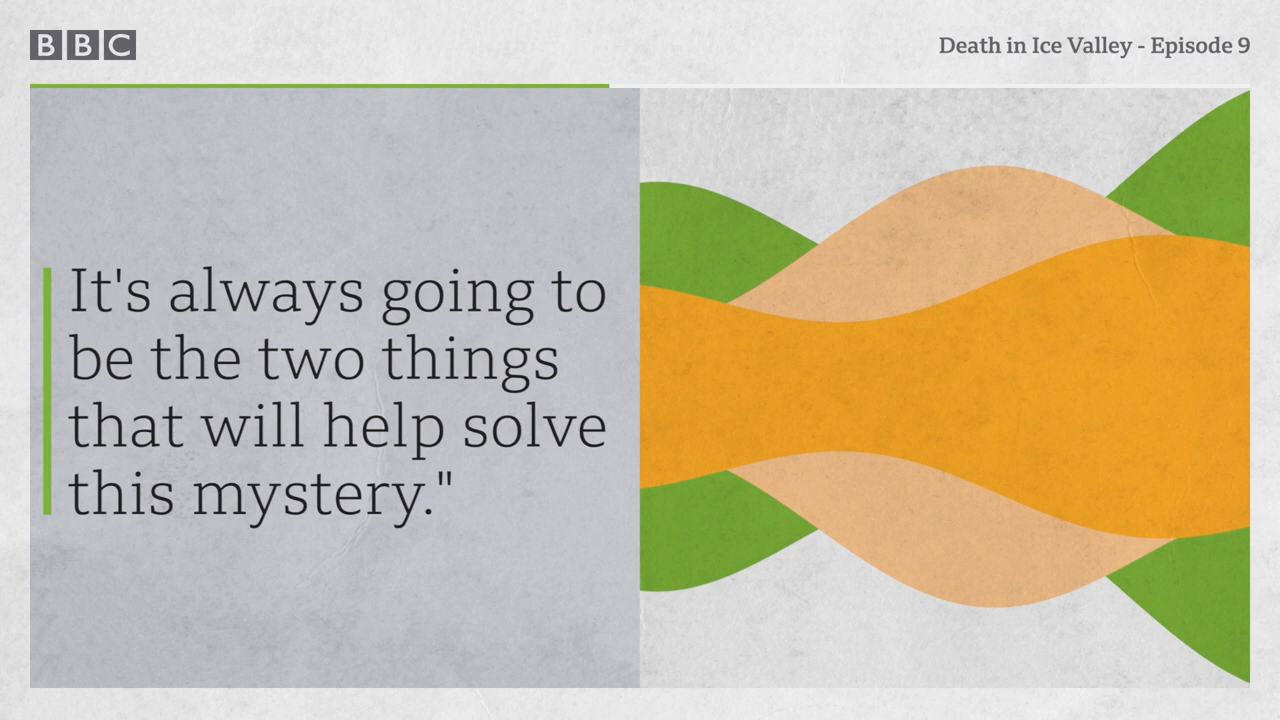 BBC
Death in Ice Valley - Episode 9
It's always going to
be the two things
that will help solve
this mystery."